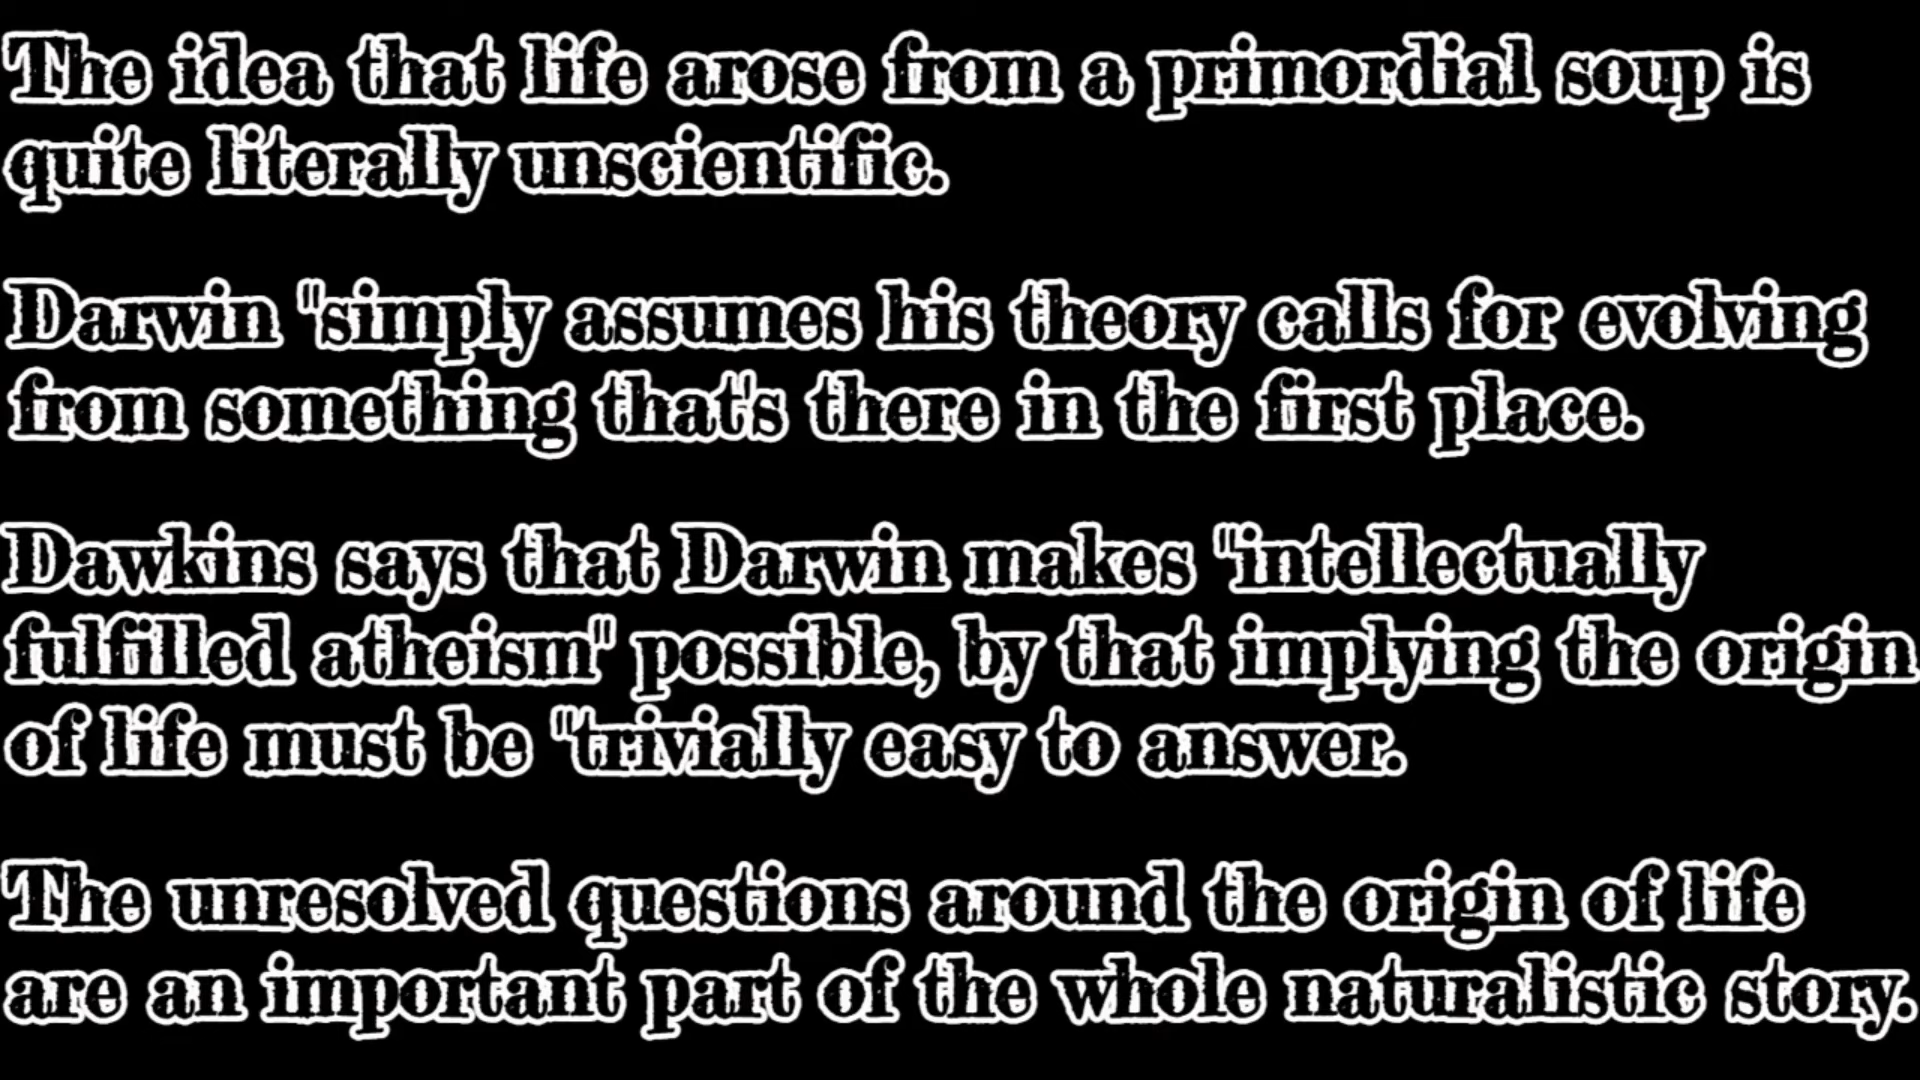 The idea that life arose from a primordial soup is
quite literally unscientific.
Darwin "simply assumes his theory calls for evolving
from something that's there in the first place.
Dawkins says that Darwin makes "intellectually
fulfilled atheism" possible, by that implying the origin
of life must be "trivially easy to answer.
The unresolved questions around the origin of life
are an important part of the whole naturalistic story.